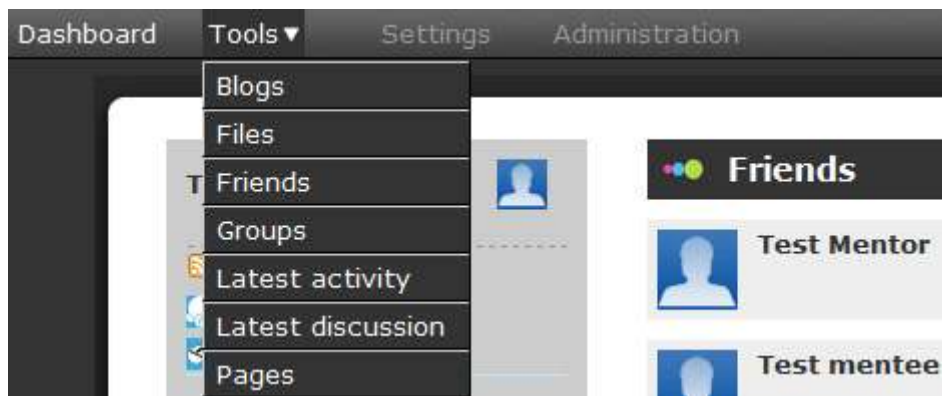 Dashboard Tools▼ Settings Administration
Blogs
Files
Friends
Groups
Latest activity
Latest discussion
Pages
T
Friends
Test Mentor
Test mentee